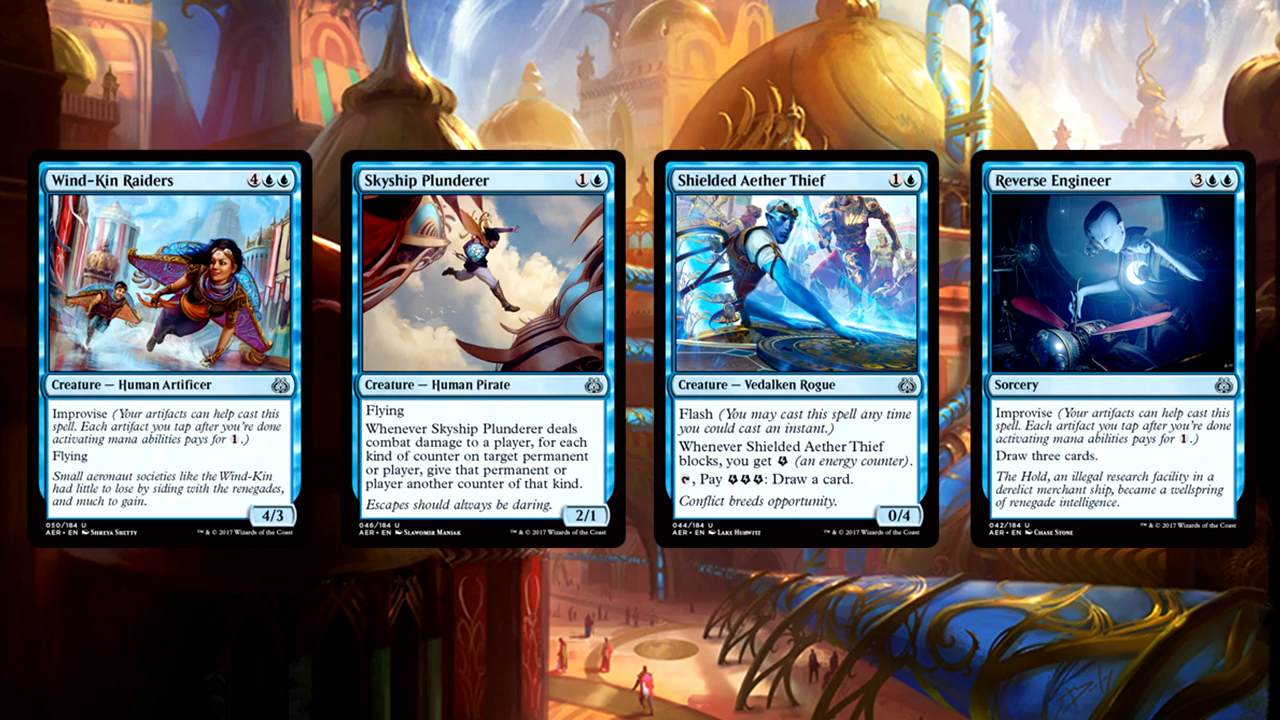 Wind-Kin Raiders 4
Creature — Human Artificer
Improvise (Your artifacts can help cast this
spell. Each artifact you tap after you're done
activating mana abilities pays for 1.)
Flying
Small aeronaut societies like the Wind-Kin
had little to lose by siding with the renegades,
and much to gain.
4/3
050/184 U
AER • EN Shreya Shetty
™ & © 2017 Wizards of the Coast
Skyship Plunderer 1
Creature — Human Pirate
Flying
Whenever Skyship Plunderer deals
combat damage to a player, for each
kind of counter on target permanent
or player, give that permanent or
player another counter of that kind.
Escapes should always be daring.
2/1
046/184 U
AER • EN Slawomir Maniak
™ & © 2017 Wizards of the Coast
Shielded Aether Thief 1
Creature — Vedalken Rogue
Flash (You may cast this spell any time
you could cast an instant.)
Whenever Shielded Aether Thief
blocks, you get (an energy counter).
, Pay : Draw a card.
Conflict breeds opportunity.
0/4
044/184 U
AER • EN Lake Hurwitz
™ & © 2017 Wizards of the Coast
Reverse Engineer 3
Sorcery
Improvise (Your artifacts can help cast this
spell. Each artifact you tap after you're done
activating mana abilities pays for 1.)
Draw three cards.
The Hold, an illegal research facility in a
derelict merchant ship, became a wellspring
of renegade intelligence.
042/184 U
AER • EN Chase Stone
™ & © 2017 Wizards of the Coast